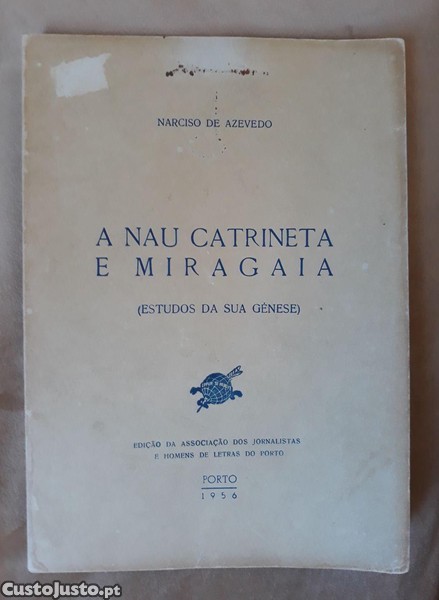 NARCISO DE AZEVEDO
A NAU CATRINETA
E MIRAGAIA
(ESTUDOS DA SUA GÉNESE)
EDIÇÃO DA ASSOCIAÇÃO DOS JORNALISTAS
E HOMENS DE LETRAS DO PORTO
PORTO
1956
CustoJusto.pt